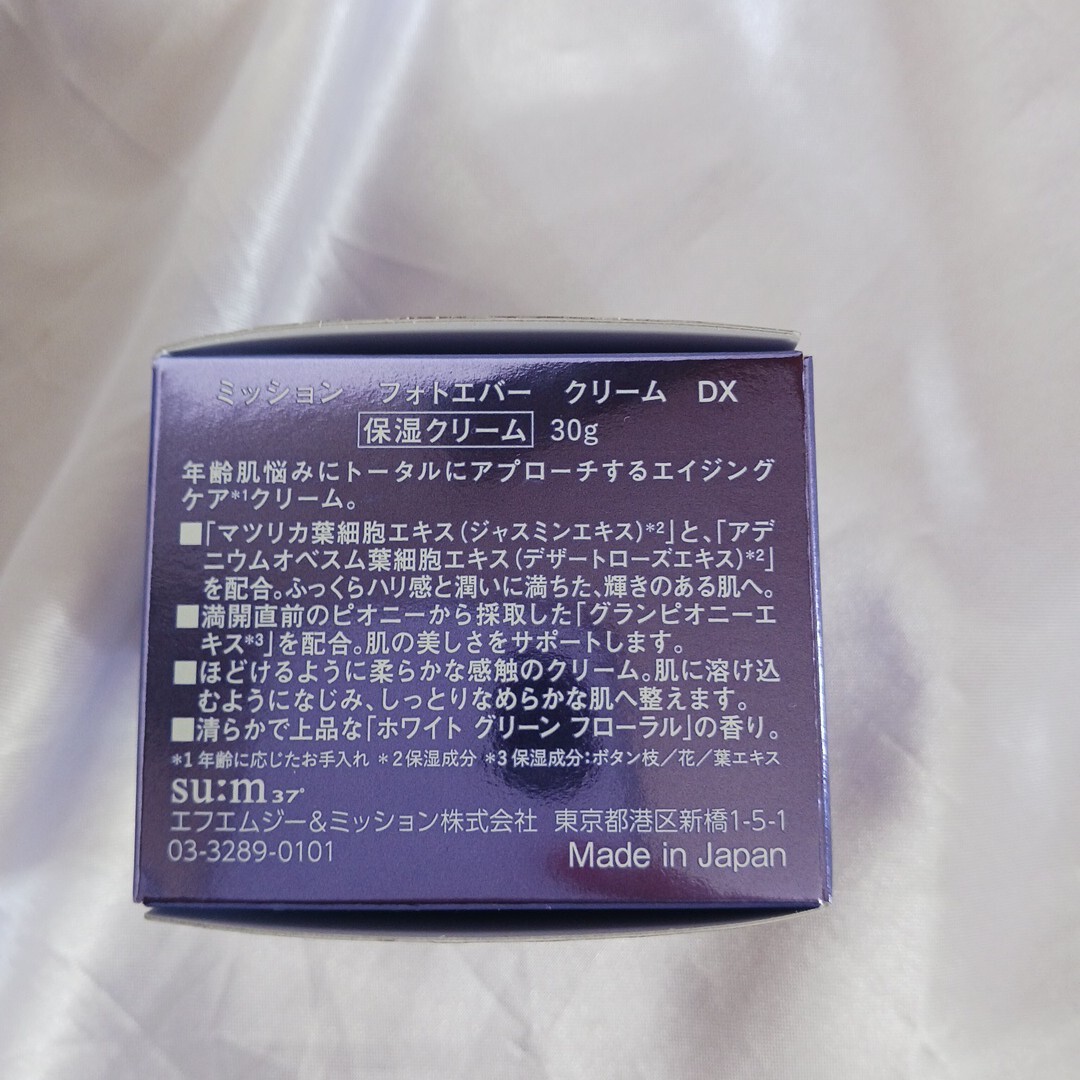 ミッション フォトエバー クリーム DX
保湿クリーム 30g
年齢肌悩みにトータルにアプローチするエイジング
ケア*1クリーム。
■「マツリカ葉細胞エキス(ジャスミンエキス)*2」と、「アデ
ニウムオベスム葉細胞エキス(デザートローズエキス)*2」
を配合。ふっくらハリ感と潤いに満ちた、輝きのある肌へ。
■満開直前のピオニーから採取した「グランピオニーエ
キス*3」を配合。肌の美しさをサポートします。
■ほどけるように柔らかな感触のクリーム。肌に溶け込
むようになじみ、しっとりなめらかな肌へ整えます。
■清らかで上品な「ホワイト グリーン フローラル」の香り。
*1 年齢に応じたお手入れ *2 保湿成分 *3 保湿成分:ボタン枝/花/葉エキス
su:m37°
エフエムジー&ミッション株式会社 東京都港区新橋1-5-1
03-3289-0101 Made in Japan